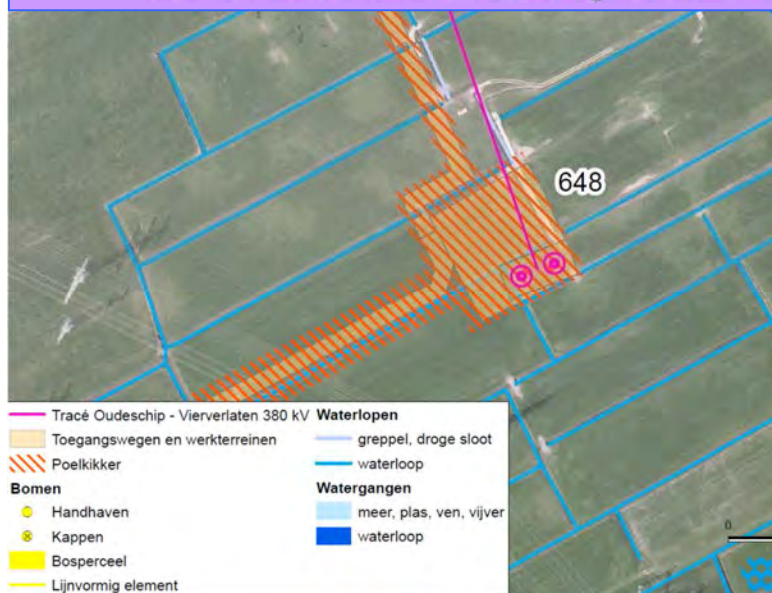 648
Tracé Oudeschip - Vierverlaten 380 kV
Toegangswegen en werkterreinen
Poelkikker
Bomen
Handhaven
Kappen
Bosperceel
Lijnvormig element
Waterlopen
greppel, droge sloot
waterloop
Watergangen
meer, plas, ven, vijver
waterloop
0